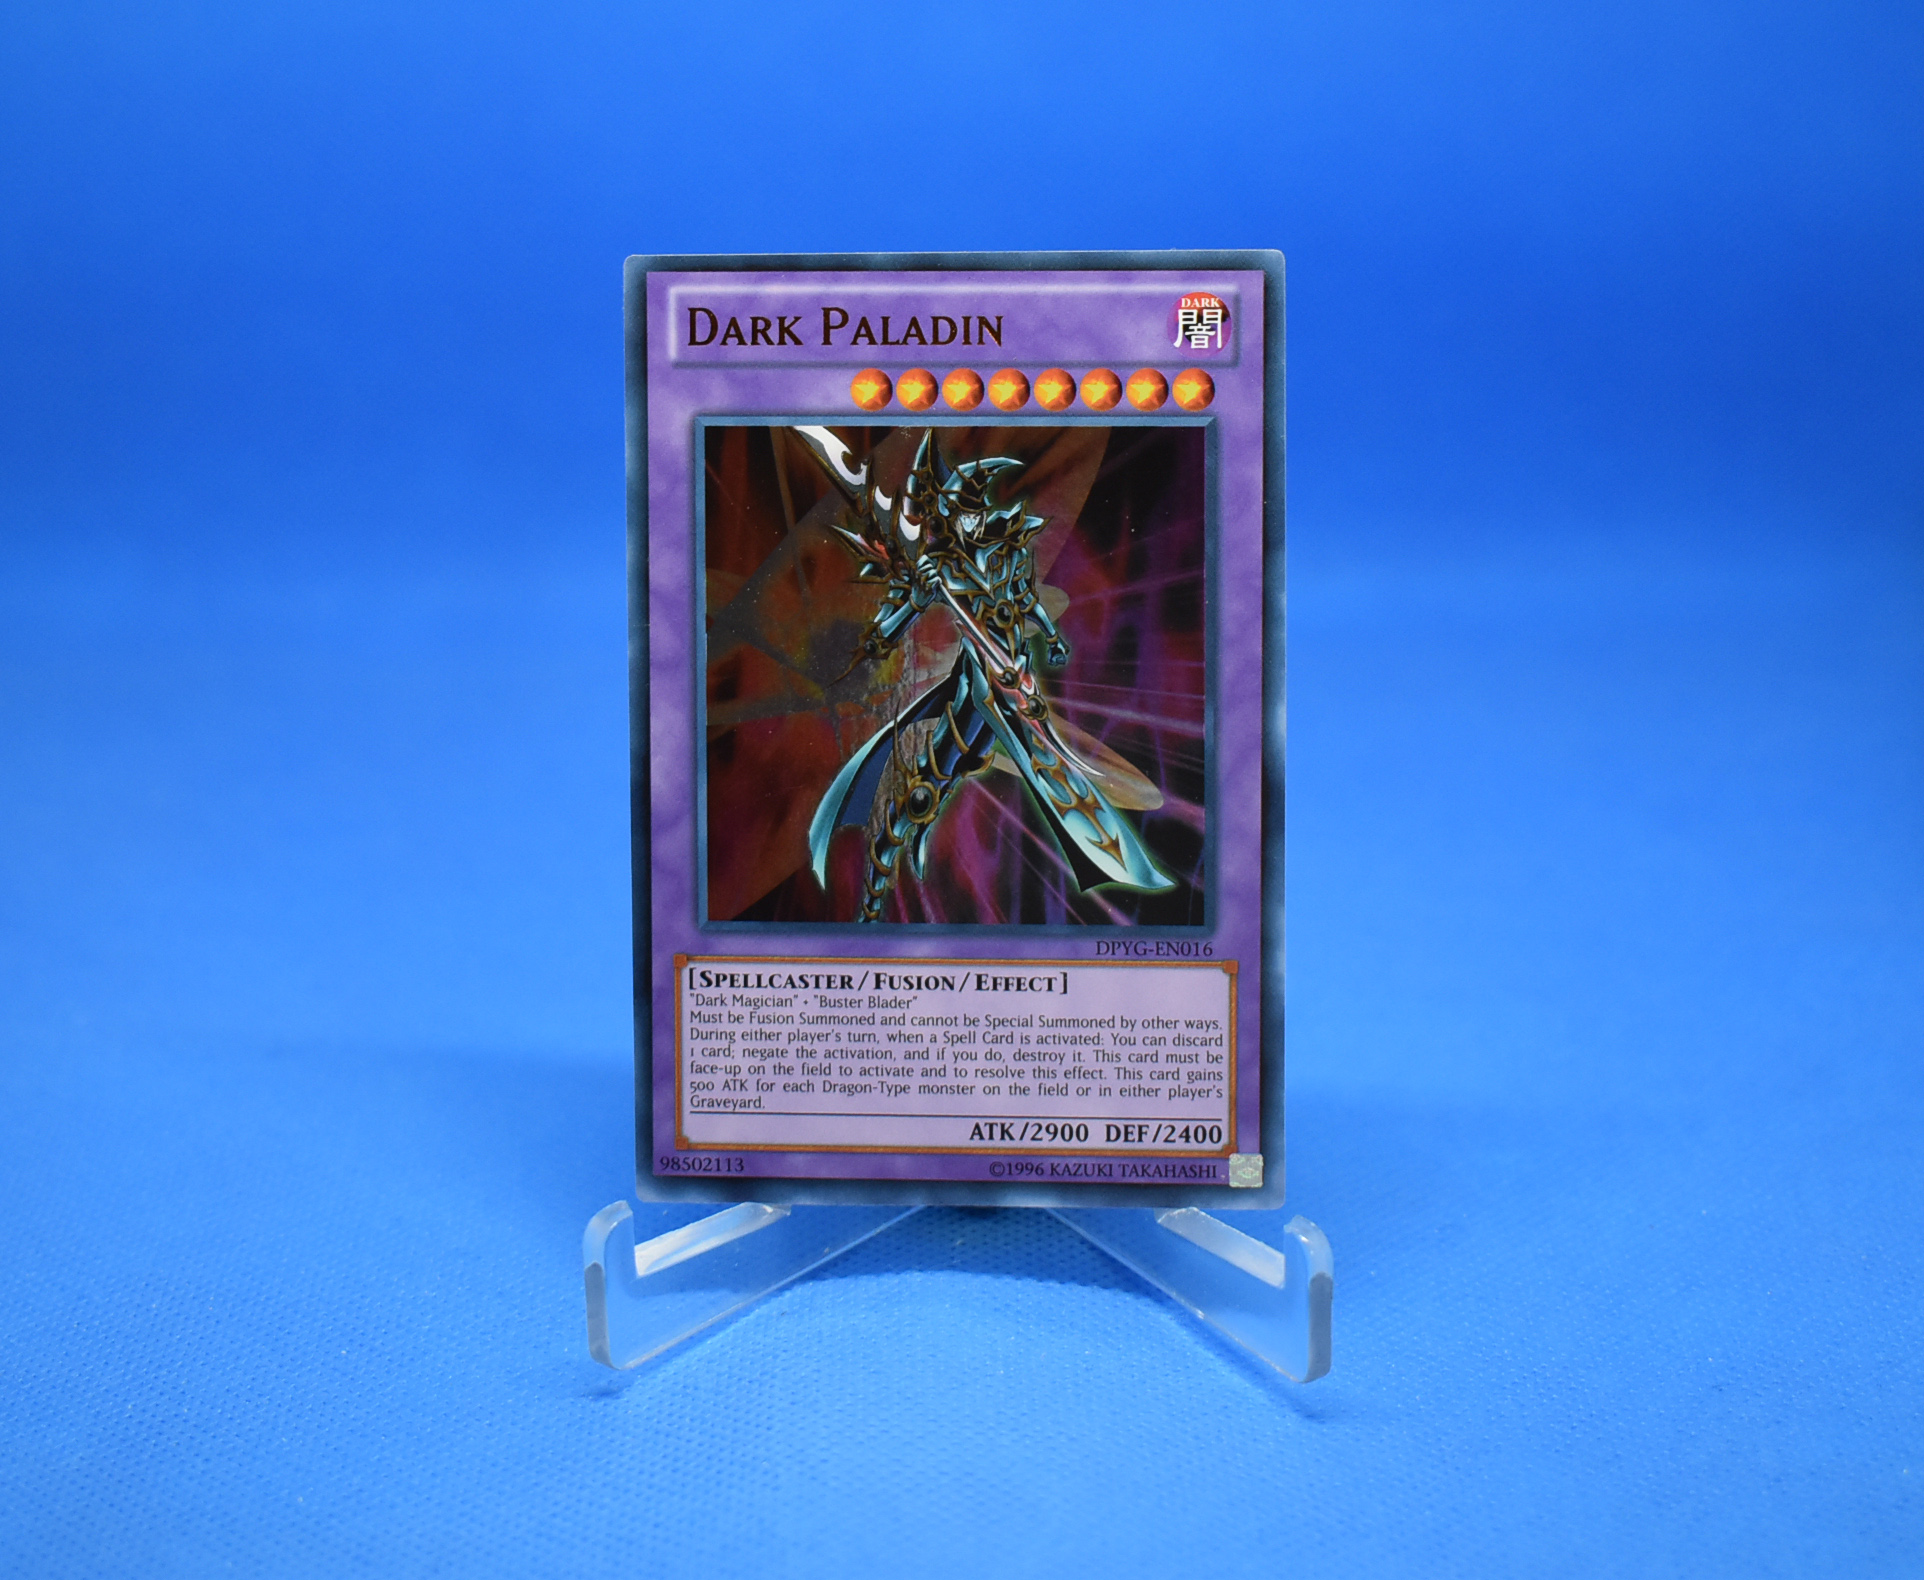 DARK PALADIN
DARK
闇
DPYG-EN016
[SPELLCASTER/FUSION/EFFECT]
"Dark Magician" + "Buster Blader"
Must be Fusion Summoned and cannot be Special Summoned by other ways.
During either player's turn, when a Spell Card is activated: You can discard
1 card; negate the activation, and if you do, destroy it. This card must be
face-up on the field to activate and to resolve this effect. This card gains
500 ATK for each Dragon-Type monster on the field or in either player's
Graveyard.
ATK/2900 DEF/2400
98502113
©1996 KAZUKI TAKAHASHI